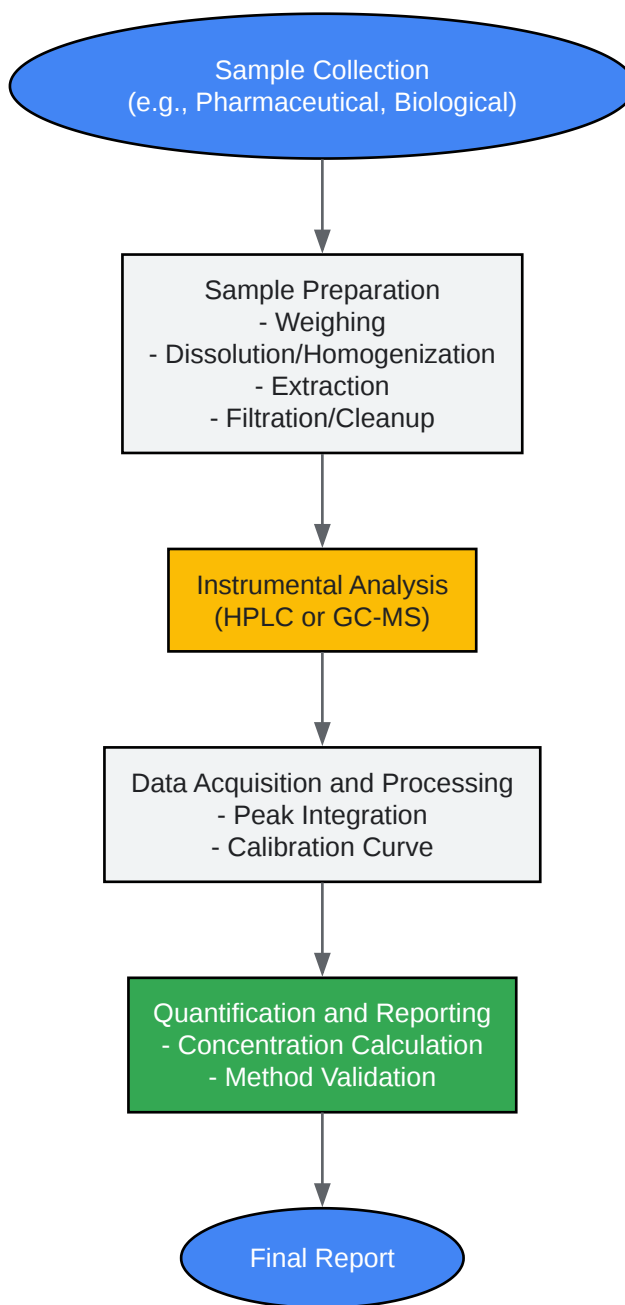 Sample Collection
(e.g., Pharmaceutical, Biological)
Sample Preparation
- Weighing
- Dissolution/Homogenization
- Extraction
- Filtration/Cleanup
Instrumental Analysis
(HPLC or GC-MS)
Data Acquisition and Processing
- Peak Integration
- Calibration Curve
Quantification and Reporting
- Concentration Calculation
- Method Validation
Final Report